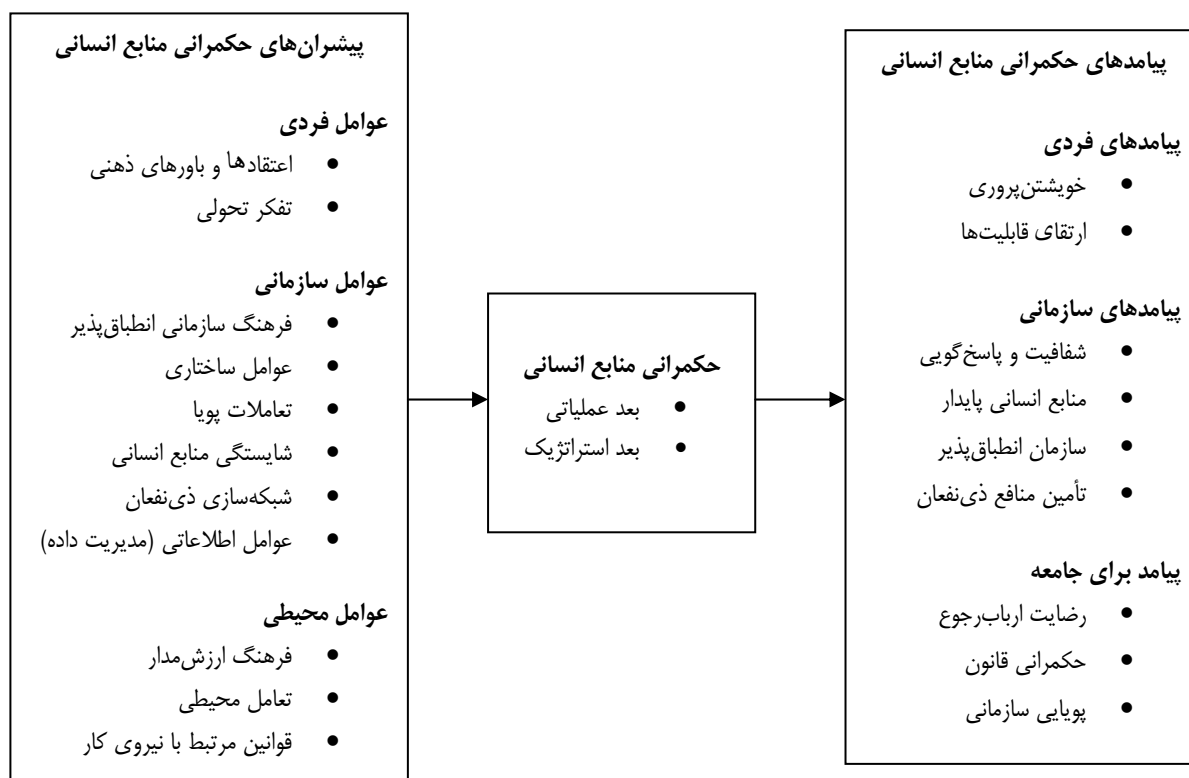 پیشران‌های حکمرانی منابع انسانی
عوامل فردی
• اعتقادها و باورهای ذهنی
• تفکر تحولی
عوامل سازمانی
• فرهنگ سازمانی انطباق‌پذیر
• عوامل ساختاری
• تعاملات پویا
• شایستگی منابع انسانی
• شبکه‌سازی ذی‌نفعان
• عوامل اطلاعاتی (مدیریت داده)
عوامل محیطی
• فرهنگ ارزش‌مدار
• تعامل محیطی
• قوانین مرتبط با نیروی کار
حکمرانی منابع انسانی
• بعد عملیاتی
• بعد استراتژیک
پیامدهای حکمرانی منابع انسانی
پیامدهای فردی
• خویشتن‌پروری
• ارتقای قابلیت‌ها
پیامدهای سازمانی
• شفافیت و پاسخ‌گویی
• منابع انسانی پایدار
• سازمان انطباق‌پذیر
• تأمین منافع ذی‌نفعان
پیامد برای جامعه
• رضایت ارباب‌رجوع
• حکمرانی قانون
• پویایی سازمانی